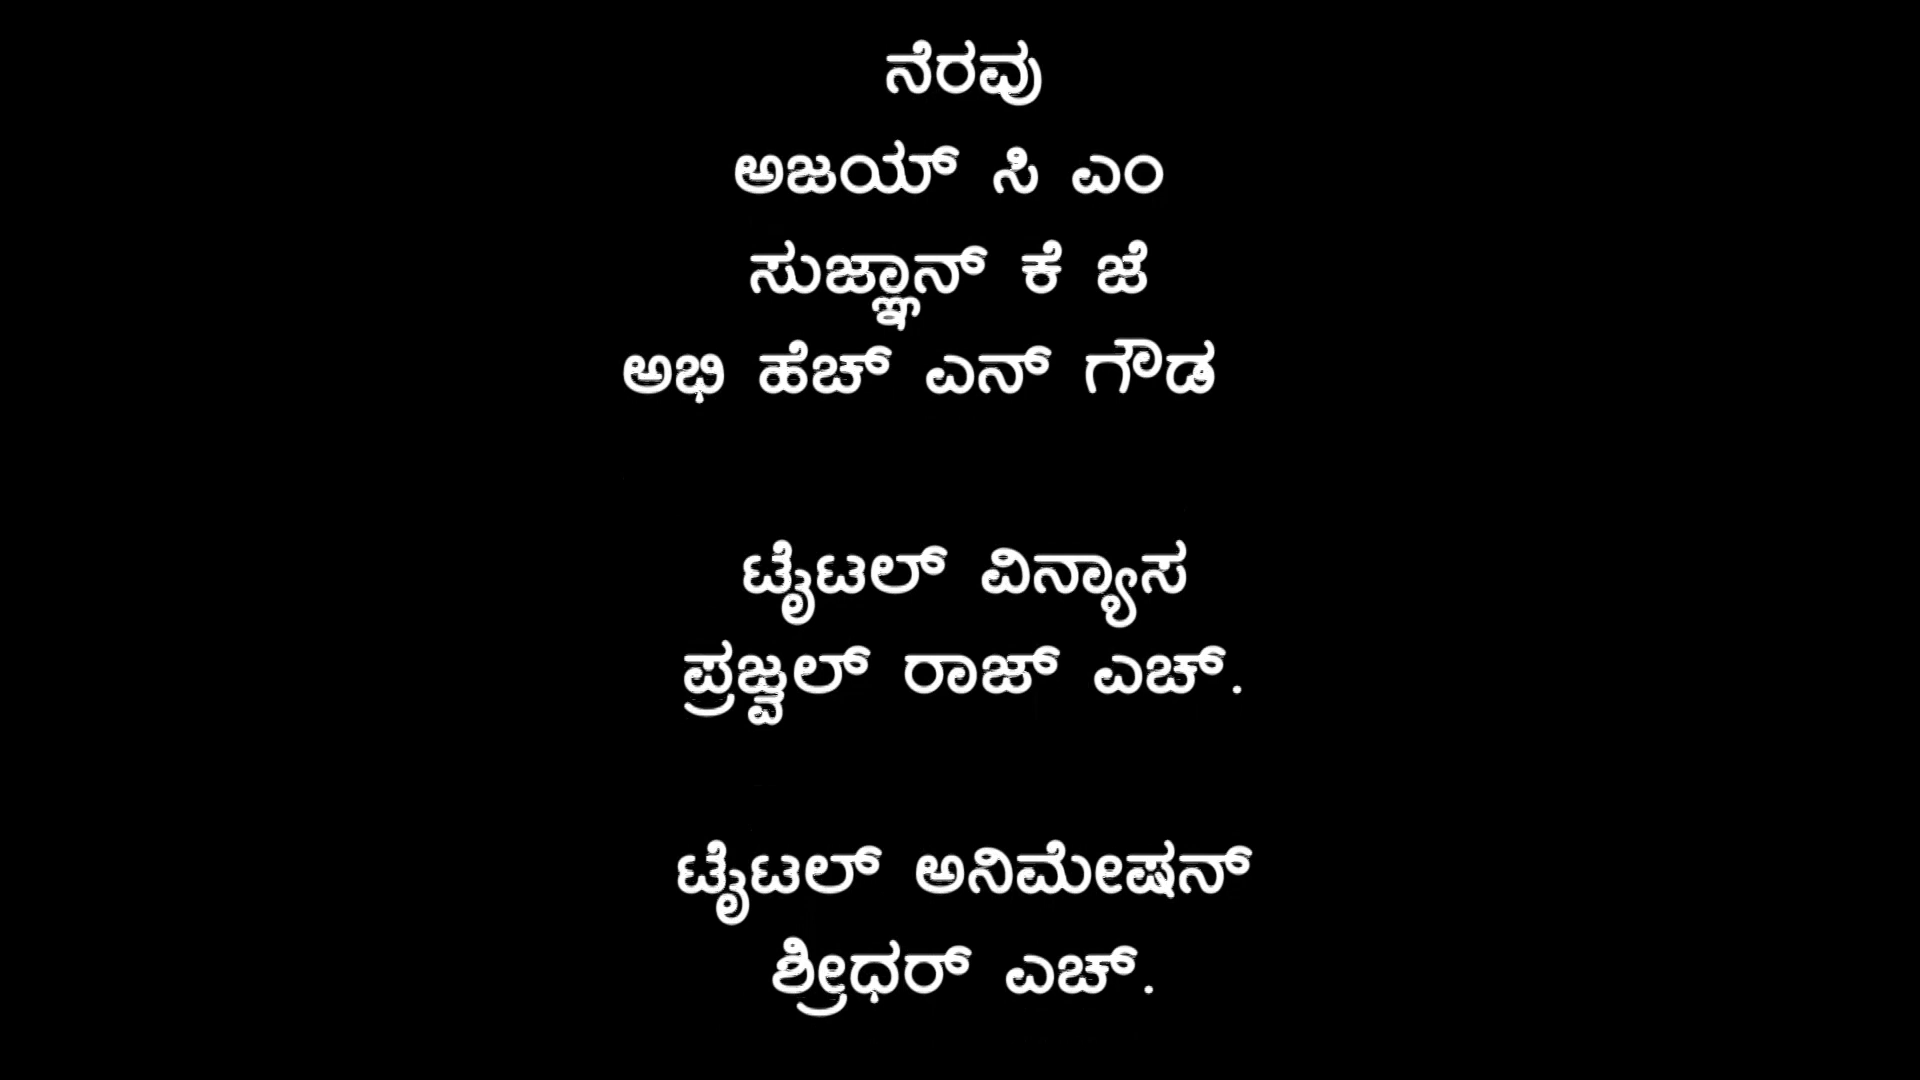 ನೆರವು
ಅಜಯ್ ಸಿ ಎಂ
ಸುಜ್ಞಾನ್ ಕೆ ಜೆ
ಅಭಿ ಹೆಚ್ ಎನ್ ಗೌಡ
ಟೈಟಲ್ ವಿನ್ಯಾಸ
ಪ್ರಜ್ವಲ್ ರಾಜ್ ಎಚ್.
ಟೈಟಲ್ ಅನಿಮೇಷನ್
ಶ್ರೀಧರ್ ಎಚ್.